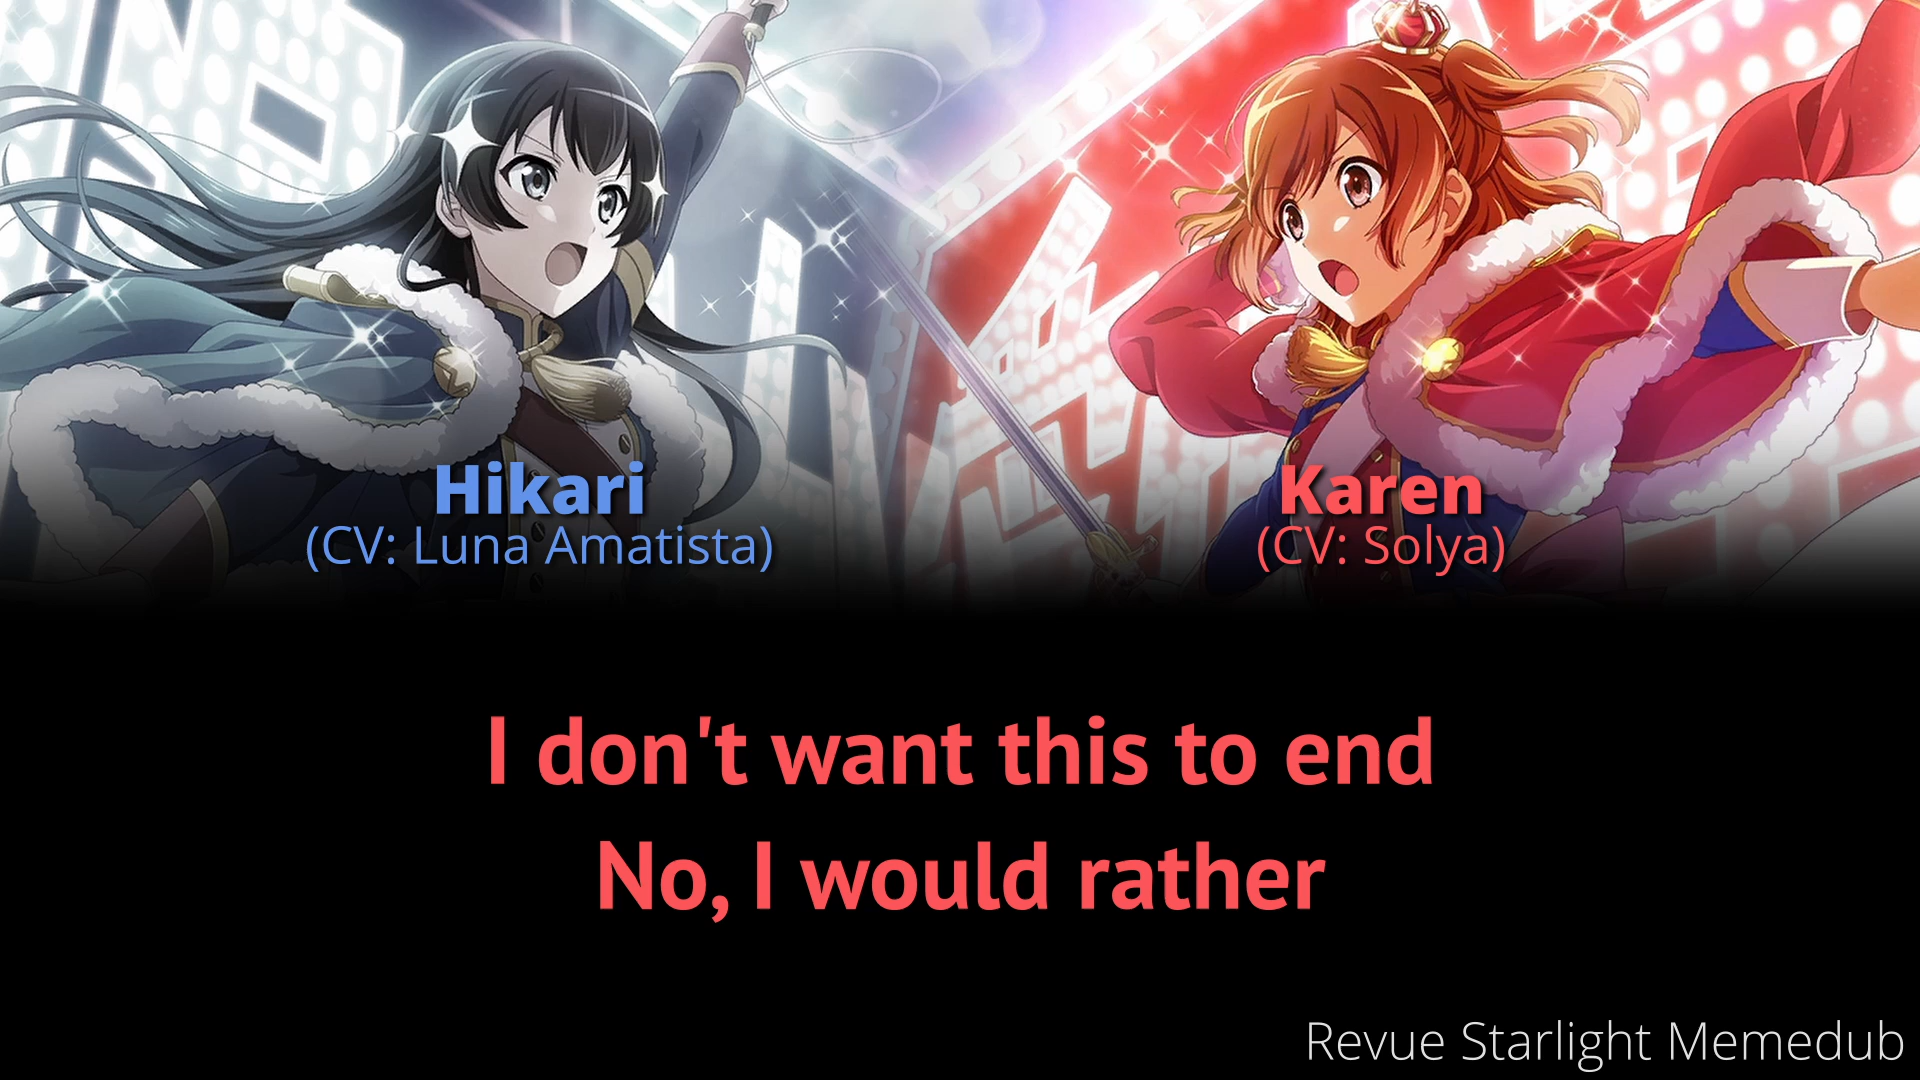 Hikari
(CV: Luna Amatista)
Karen
(CV: Solya)
I don't want this to end
No, I would rather
Revue Starlight Memedub